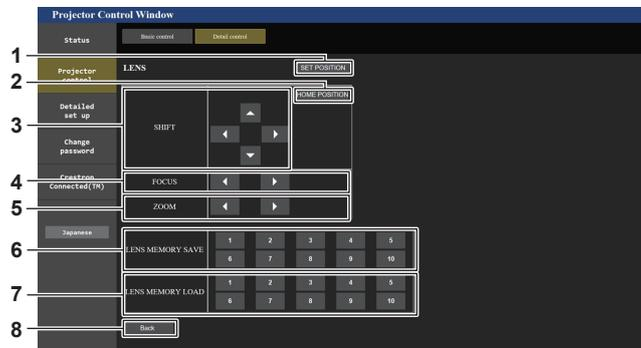 Projector Control Window
Status
Basic control
Detail control
1
LENS
SET POSITION
Projector
control
2
HOME POSITION
3
SHIFT
Detailed
set up
Change
password
4
FOCUS
Crestron
Connected(TM)
5
ZOOM
Japanese
6
LENS MEMORY SAVE
1 2 3 4 5
6 7 8 9 10
7
LENS MEMORY LOAD
1 2 3 4 5
6 7 8 9 10
8
Back